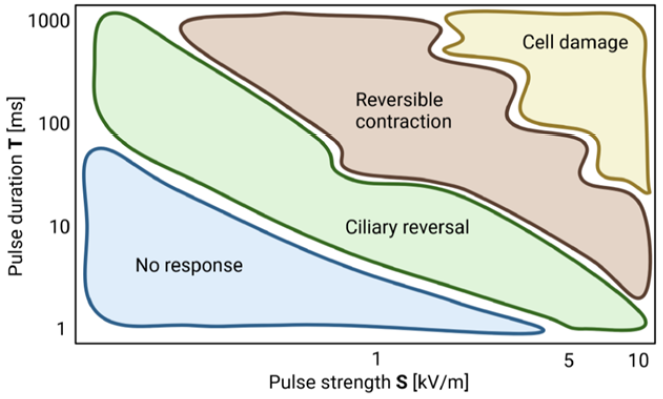 1000
Cell damage
Reversible
contraction
100
Pulse duration T [ms]
10
Ciliary reversal
No response
1
1
5
10
Pulse strength S [kV/m]